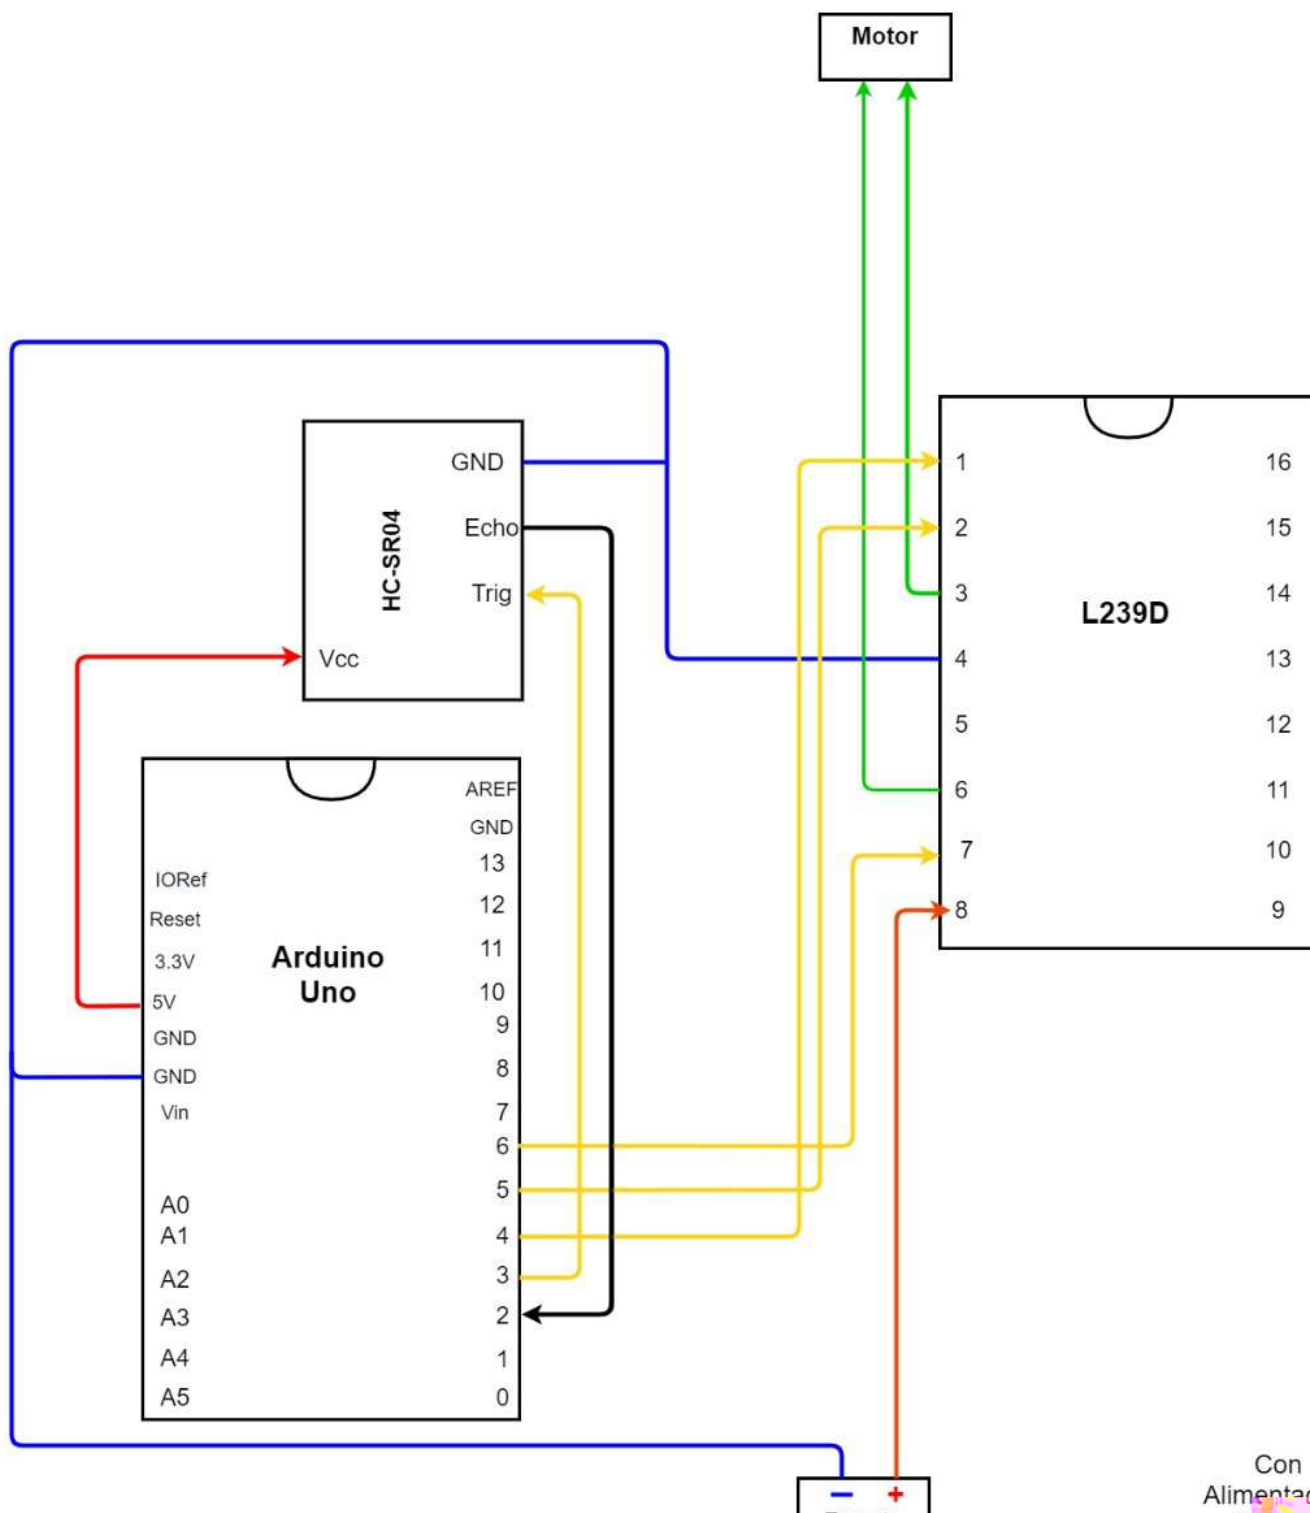 Motor
GND
Echo
HC-SR04
Trig
Vcc
1
16
2
15
3
14
L239D
4
13
5
12
6
11
7
10
8
9
AREF
GND
13
IORef
12
Reset
11
3.3V
Arduino
Uno
10
5V
9
GND
8
GND
7
Vin
6
5
A0
4
A1
3
A2
2
A3
1
A4
0
A5
− +
Con